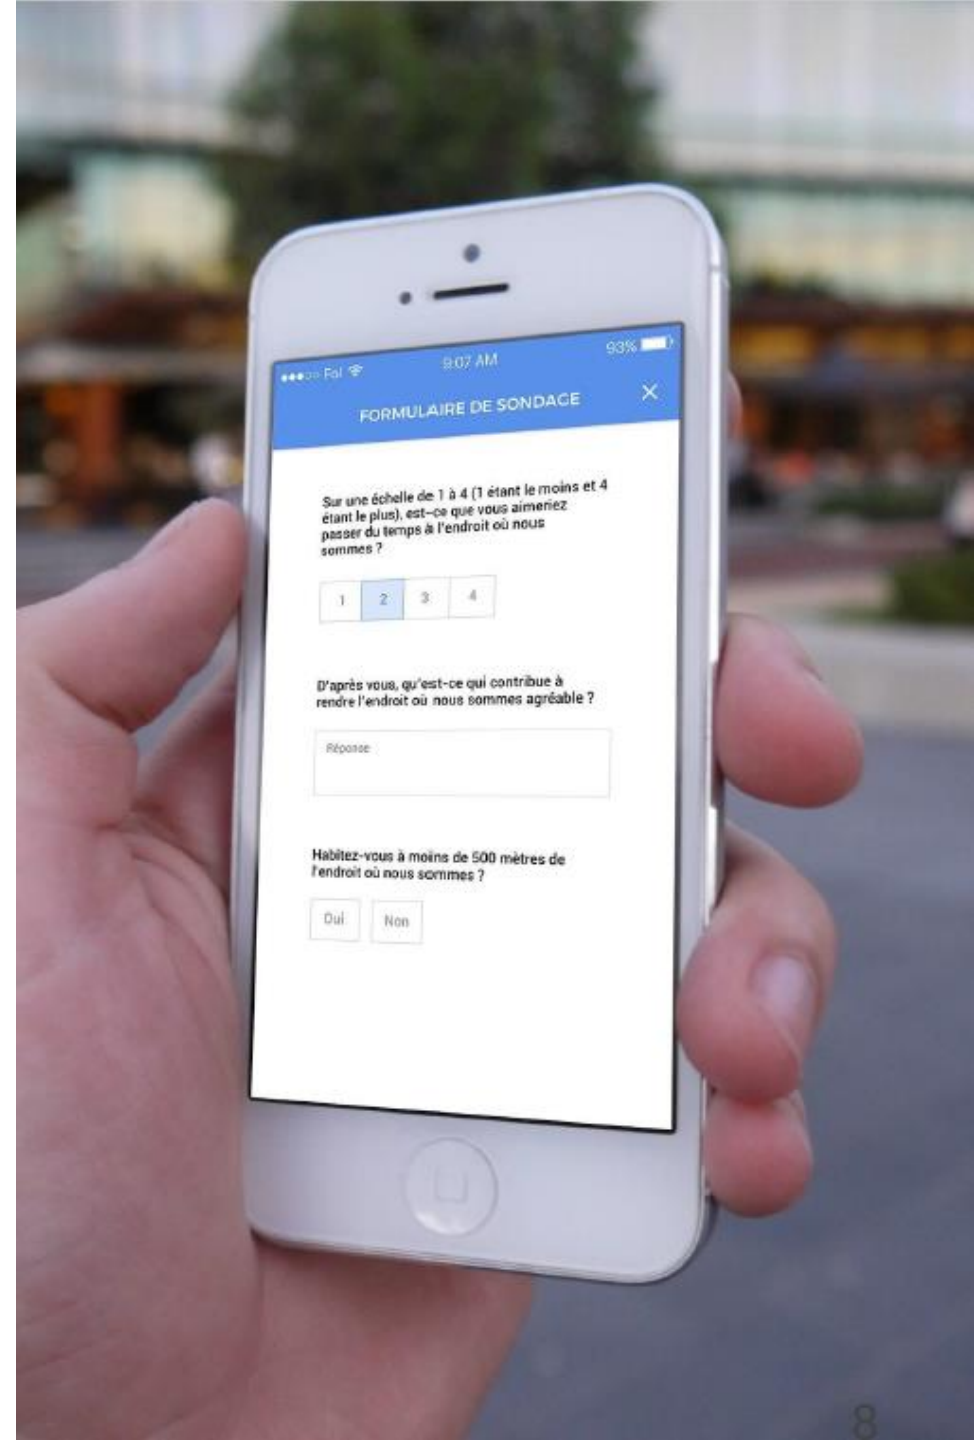 ●●●○○ Fol 9:07 AM 93%
FORMULAIRE DE SONDAGE ×
Sur une échelle de 1 à 4 (1 étant le moins et 4
étant le plus), est-ce que vous aimeriez
passer du temps à l'endroit où nous
sommes ?
1 2 3 4
D'après vous, qu'est-ce qui contribue à
rendre l'endroit où nous sommes agréable ?
Réponse
Habitez-vous à moins de 500 mètres de
l'endroit où nous sommes ?
Oui Non
8